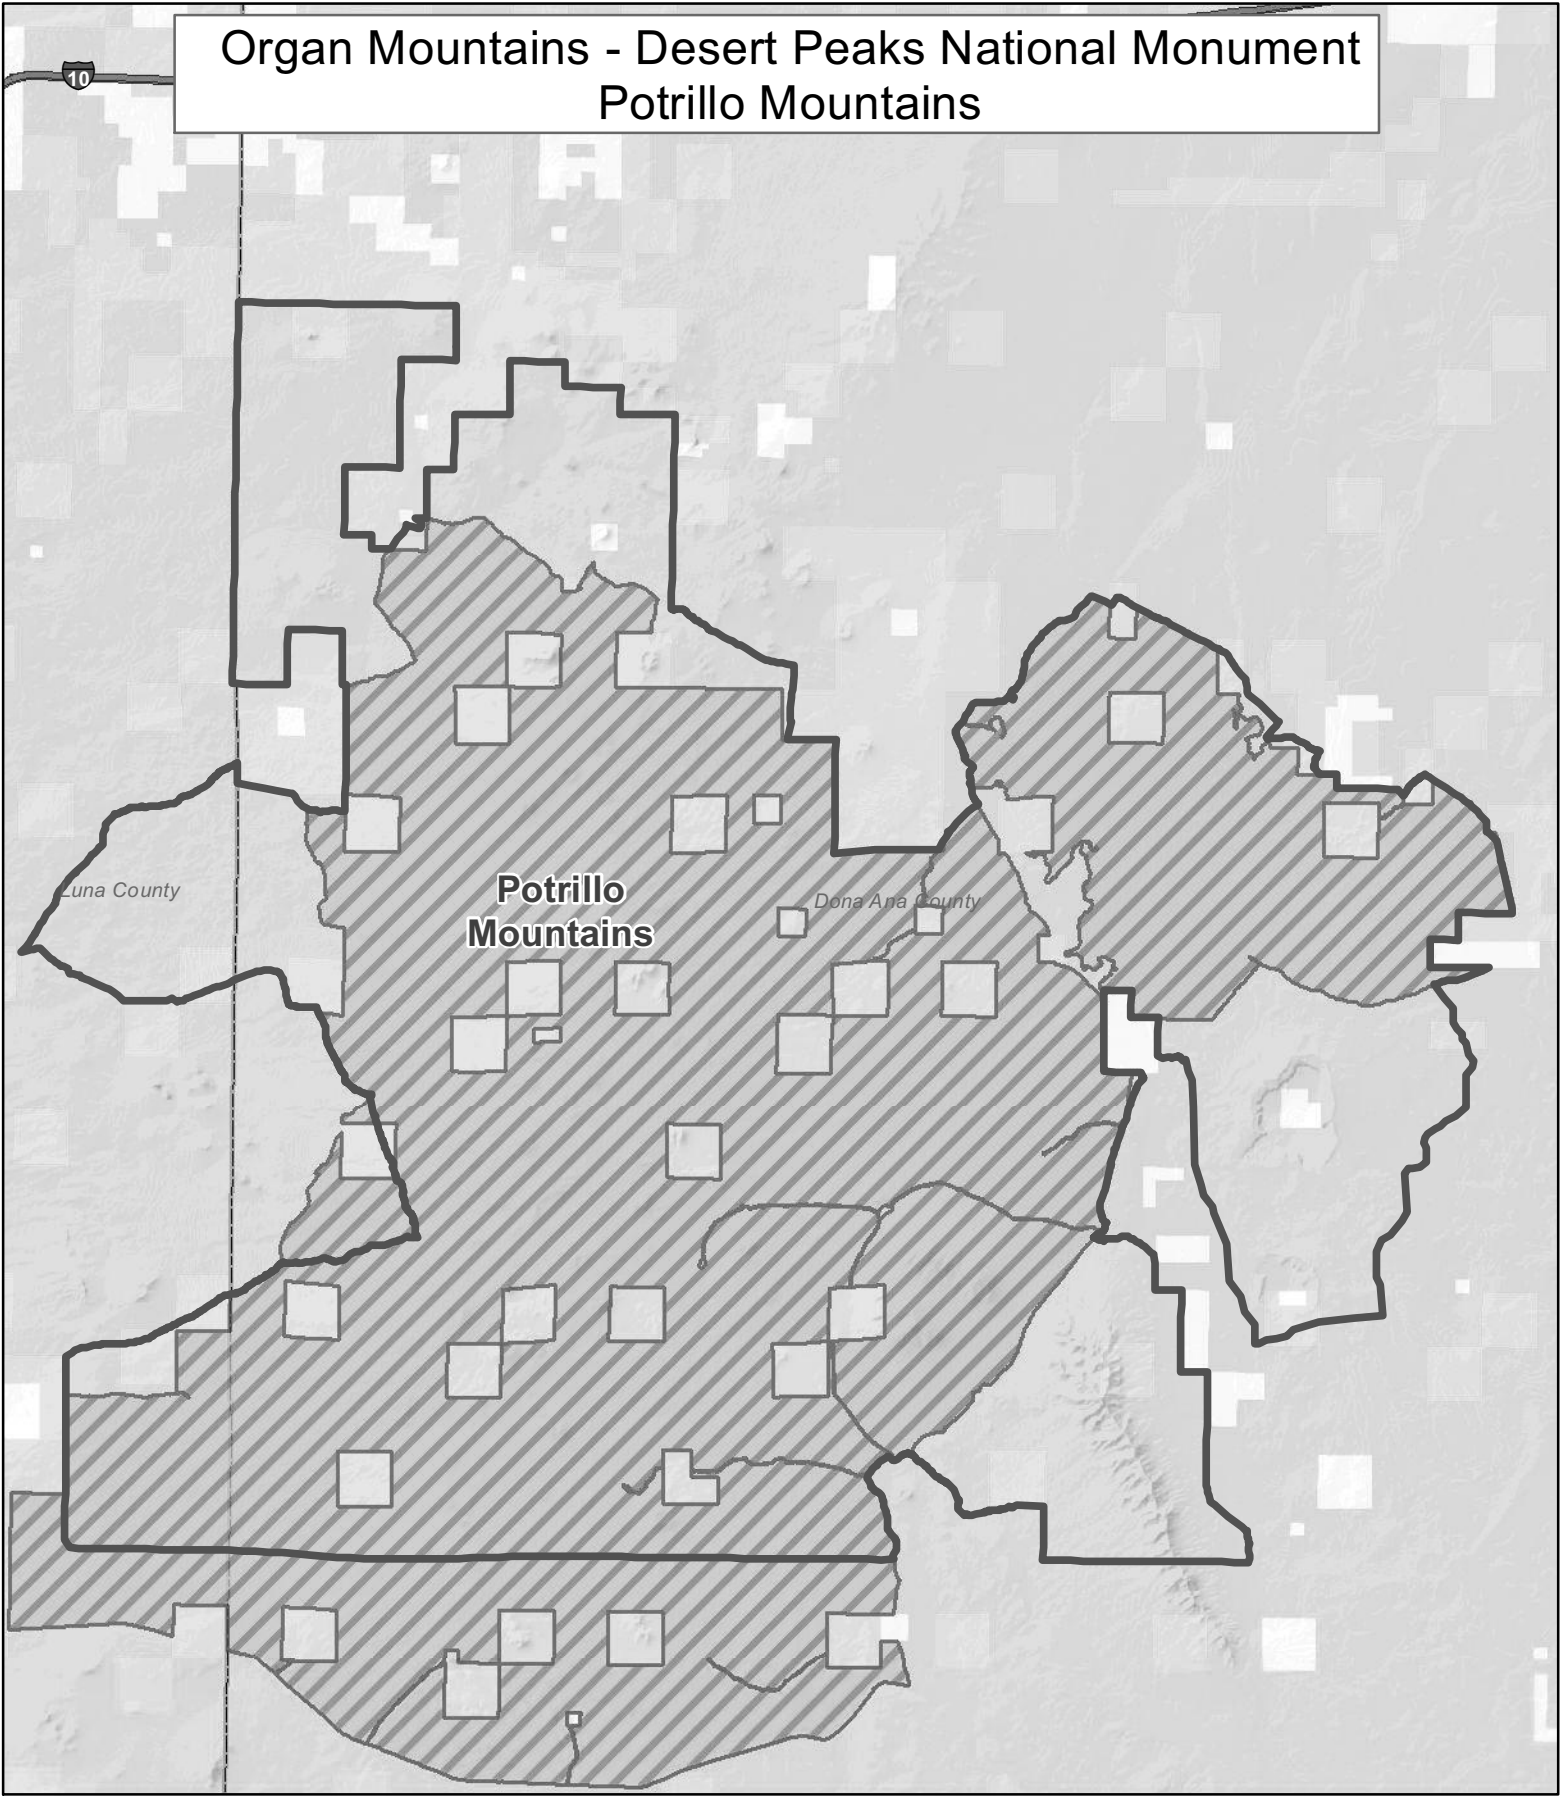 Organ Mountains - Desert Peaks National Monument
Potrillo Mountains
10
Luna County
Potrillo
Mountains
Dona Ana County